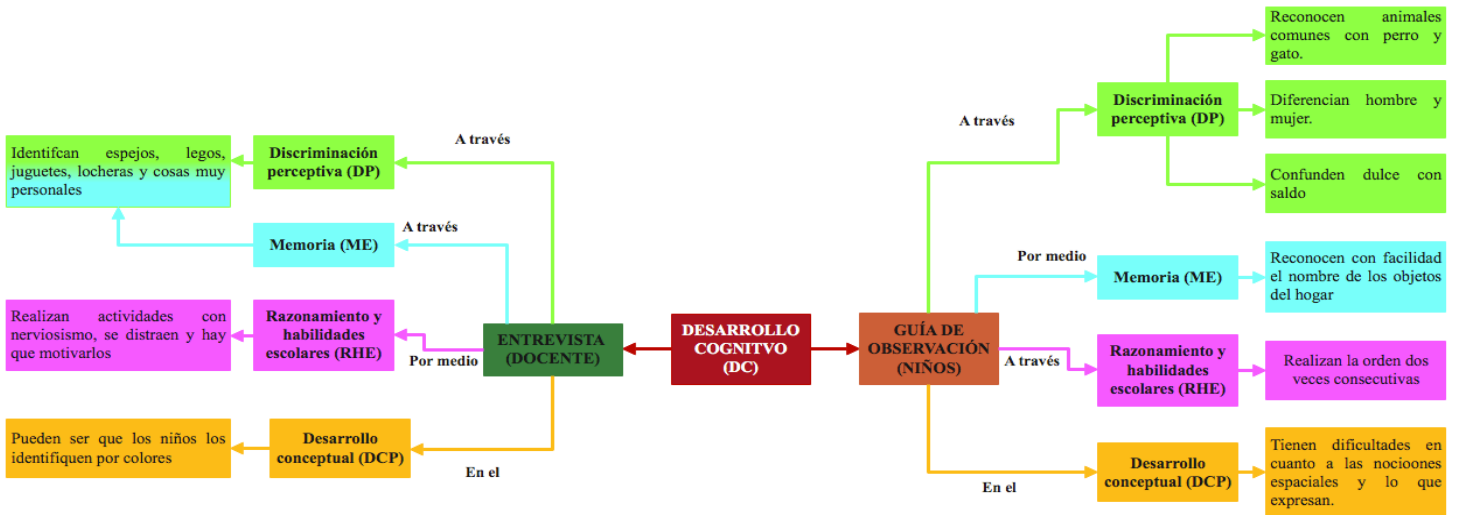 Identifcan espejos, legos,
juguetes, locheras y cosas muy
personales
Discriminación
perceptiva (DP)
A través
Memoria (ME)
A través
Realizan actividades con
nerviosismo, se distraen y hay
que motivarlos
Razonamiento y
habilidades
escolares (RHE)
Por medio
Pueden ser que los niños los
identifiquen por colores
Desarrollo
conceptual (DCP)
En el
ENTREVISTA
(DOCENTE)
DESARROLLO
COGNITVO
(DC)
GUÍA DE
OBSERVACIÓN
(NIÑOS)
A través
Discriminación
perceptiva (DP)
Reconocen animales
comunes con perro y
gato.
Diferencian hombre y
mujer.
Confunden dulce con
saldo
Por medio
Memoria (ME)
Reconocen con facilidad
el nombre de los objetos
del hogar
A través
Razonamiento y
habilidades
escolares (RHE)
Realizan la orden dos
veces consecutivas
En el
Desarrollo
conceptual (DCP)
Tienen dificultades en
cuanto a las nocioones
espaciales y lo que
expresan.